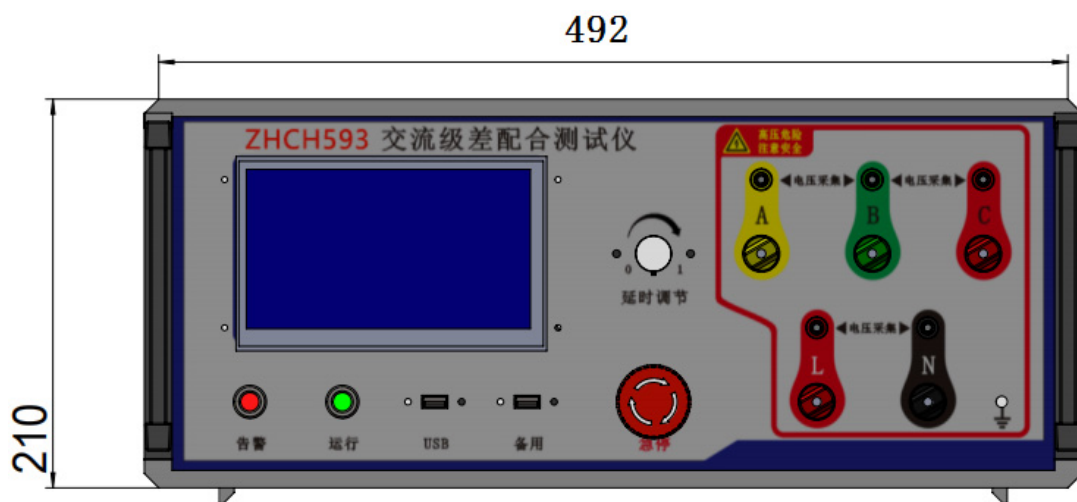 492
210
ZHCH593 交流级差配合测试仪
高压危险
注意安全
电压采集
电压采集
A
B
C
0
1
延时调节
电压采集
L
N
告警
运行
USB
备用
急停